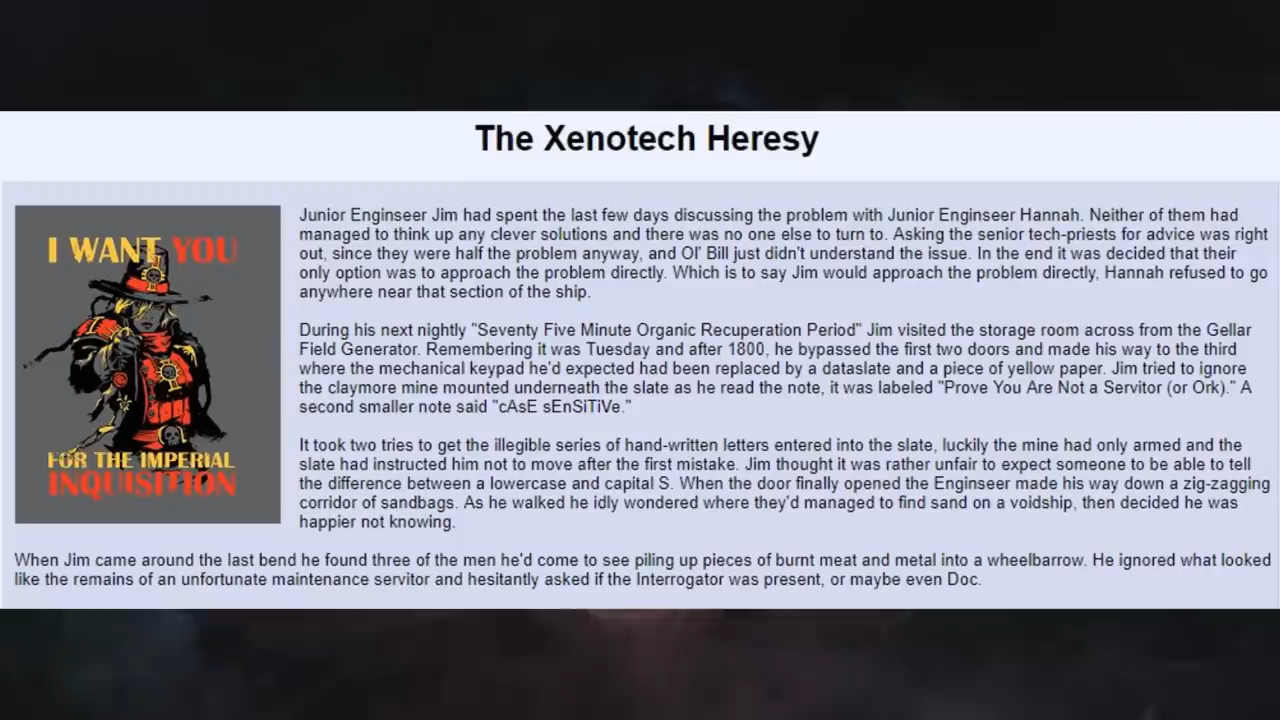 The Xenotech Heresy
I WANT YOU
FOR THE IMPERIAL
INQUISITION
Junior Enginseer Jim had spent the last few days discussing the problem with Junior Enginseer Hannah. Neither of them had
managed to think up any clever solutions and there was no one else to turn to. Asking the senior tech-priests for advice was right
out, since they were half the problem anyway, and Ol' Bill just didn't understand the issue. In the end it was decided that their
only option was to approach the problem directly. Which is to say Jim would approach the problem directly, Hannah refused to go
anywhere near that section of the ship.
During his next nightly "Seventy Five Minute Organic Recuperation Period" Jim visited the storage room across from the Gellar
Field Generator. Remembering it was Tuesday and after 1800, he bypassed the first two doors and made his way to the third
where the mechanical keypad he'd expected had been replaced by a dataslate and a piece of yellow paper. Jim tried to ignore
the claymore mine mounted underneath the slate as he read the note, it was labeled "Prove You Are Not a Servitor (or Ork)." A
second smaller note said "cAsE sEnSiTiVe."
It took two tries to get the illegible series of hand-written letters entered into the slate, luckily the mine had only armed and the
slate had instructed him not to move after the first mistake. Jim thought it was rather unfair to expect someone to be able to tell
the difference between a lowercase and capital S. When the door finally opened the Enginseer made his way down a zig-zagging
corridor of sandbags. As he walked he idly wondered where they'd managed to find sand on a voidship, then decided he was
happier not knowing.
When Jim came around the last bend he found three of the men he'd come to see piling up pieces of burnt meat and metal into a wheelbarrow. He ignored what looked
like the remains of an unfortunate maintenance servitor and hesitantly asked if the Interrogator was present, or maybe even Doc.